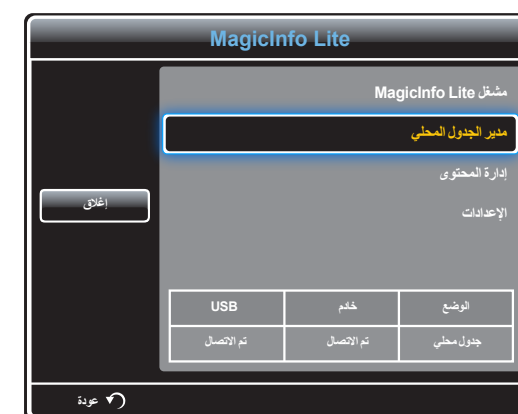 MagicInfo Lite
مشغل MagicInfo Lite
مدير الجدول المحلي
إدارة المحتوى
الإعدادات
إغلاق
الوضع خادم USB
جدول محلي تم الاتصال تم الاتصال
عودة